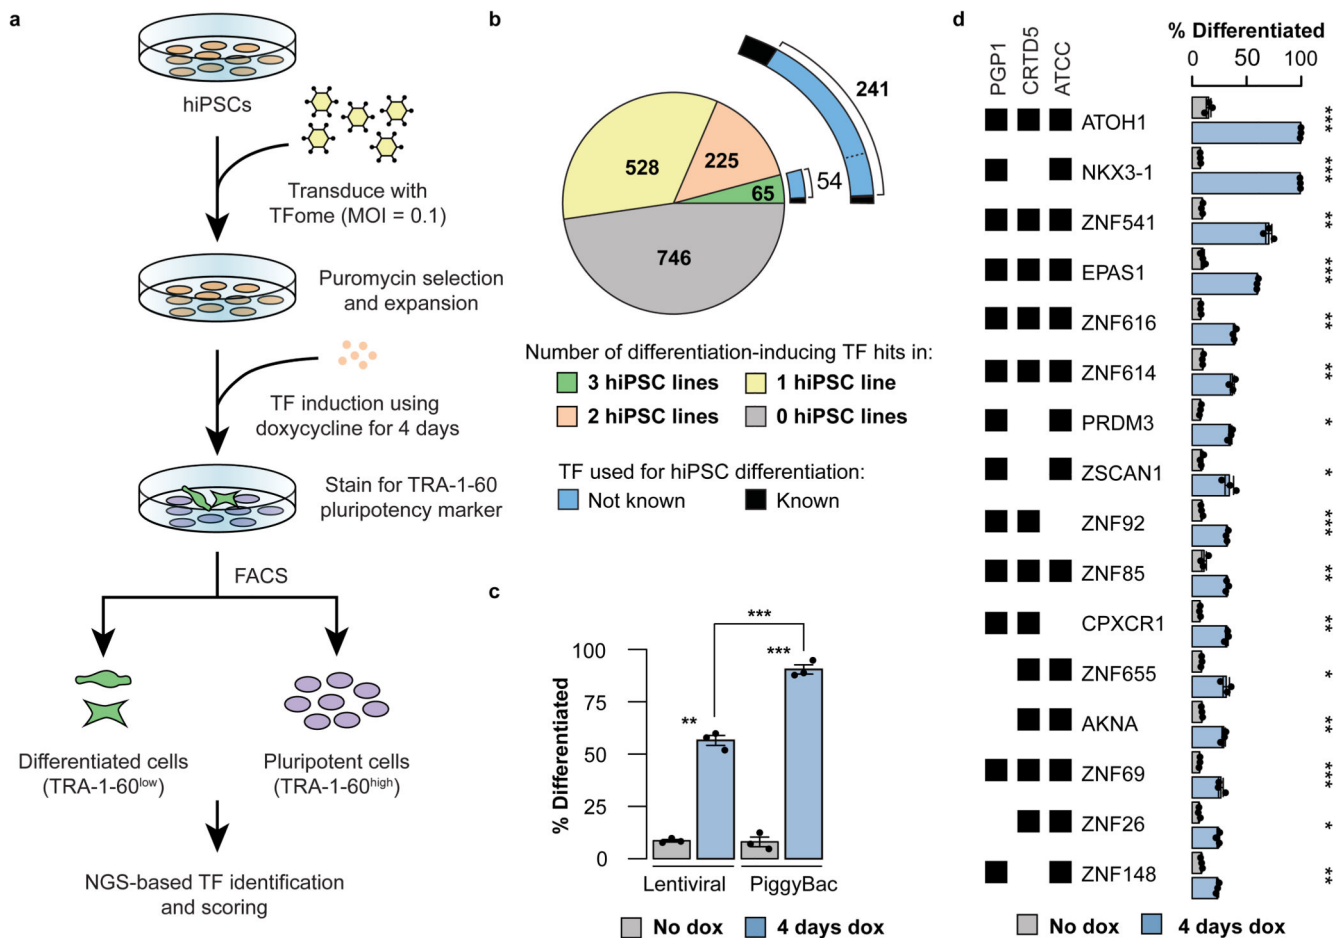 a
hiPSCs
Transduce with
TFome (MOI = 0.1)
Puromycin selection
and expansion
TF induction using
doxycycline for 4 days
Stain for TRA-1-60
pluripotency marker
FACS
Differentiated cells
(TRA-1-60low)
Pluripotent cells
(TRA-1-60high)
NGS-based TF identification
and scoring
b
528
225
65
746
241
54
Number of differentiation-inducing TF hits in:
3 hiPSC lines
1 hiPSC line
2 hiPSC lines
0 hiPSC lines
TF used for hiPSC differentiation:
Not known
Known
c
% Differentiated
100
75
50
25
0
**
***
***
Lentiviral
PiggyBac
No dox
4 days dox
d
PGP1
CRTD5
ATCC
% Differentiated
0
50
100
ATOH1 ***
NKX3-1 ***
ZNF541 **
EPAS1 ***
ZNF616 **
ZNF614 **
PRDM3 *
ZSCAN1 *
ZNF92 ***
ZNF85 **
CPXCR1 **
ZNF655 *
AKNA **
ZNF69 ***
ZNF26 *
ZNF148 **
No dox
4 days dox